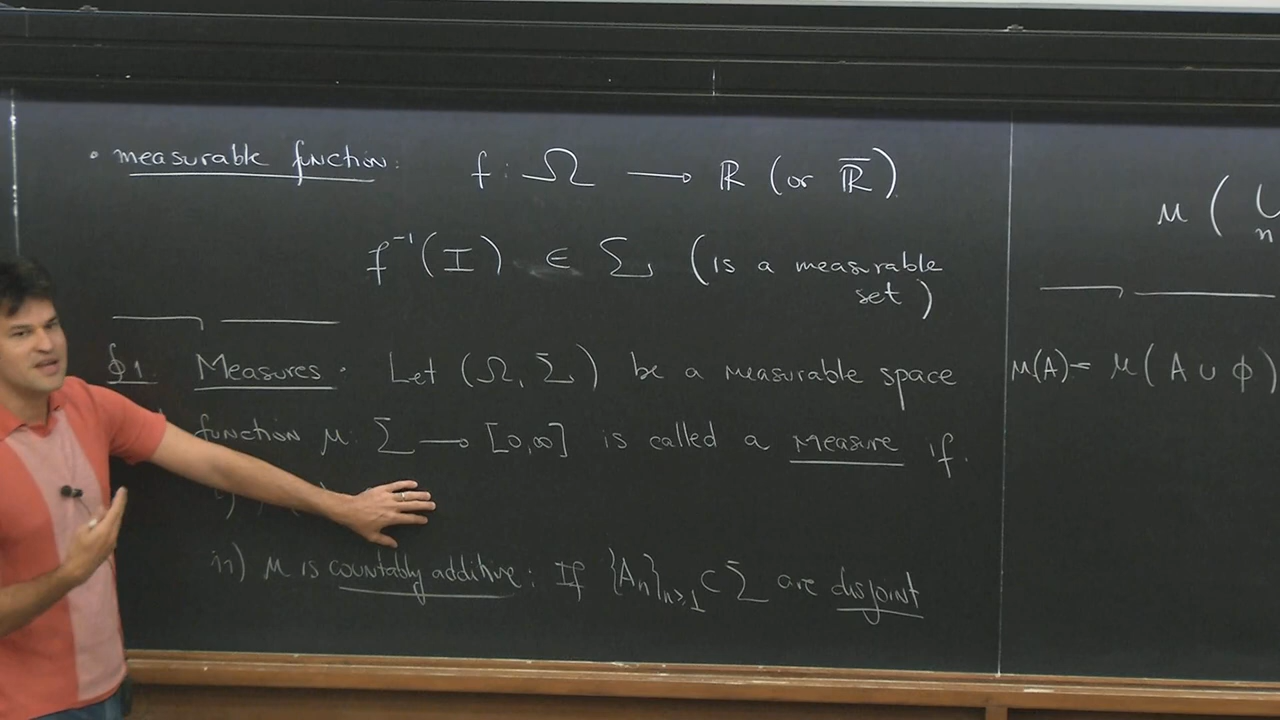 • measurable function: f : Ω → ℝ (or ℝ̅)
f⁻¹(I) ∈ Σ (is a measurable
set)
§1. Measures: Let (Ω, Σ) be a measurable space
function μ: Σ → [0,∞] is called a measure if.
ii) μ is countably additive: If {Aₙ}ₙ≥₁ ⊂ Σ are disjoint
μ ( ∪
n
μ(A) = μ( A ∪ ϕ )